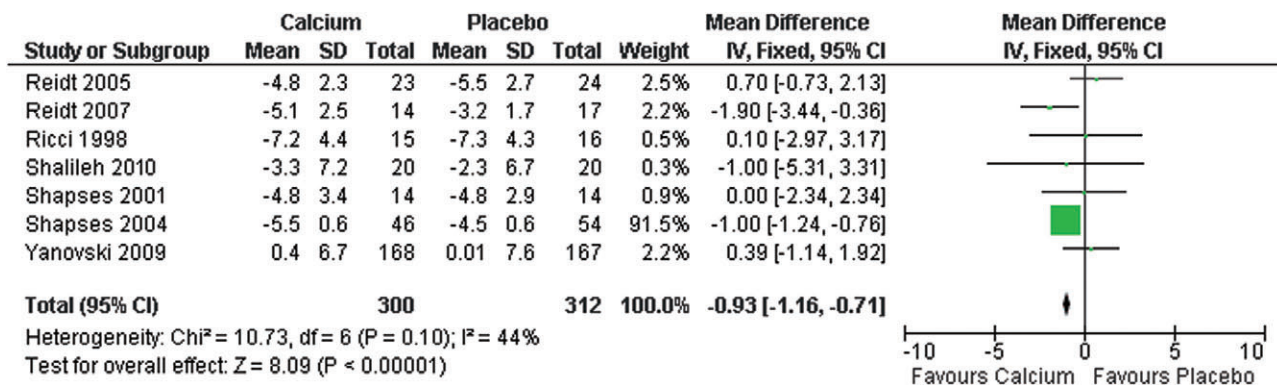 Calcium Placebo Mean Difference Mean Difference
Study or Subgroup Mean SD Total Mean SD Total Weight IV, Fixed, 95% CI IV, Fixed, 95% CI
Reidt 2005 -4.8 2.3 23 -5.5 2.7 24 2.5% 0.70 [-0.73, 2.13]
Reidt 2007 -5.1 2.5 14 -3.2 1.7 17 2.2% -1.90 [-3.44, -0.36]
Ricci 1998 -7.2 4.4 15 -7.3 4.3 16 0.5% 0.10 [-2.97, 3.17]
Shalileh 2010 -3.3 7.2 20 -2.3 6.7 20 0.3% -1.00 [-5.31, 3.31]
Shapses 2001 -4.8 3.4 14 -4.8 2.9 14 0.9% 0.00 [-2.34, 2.34]
Shapses 2004 -5.5 0.6 46 -4.5 0.6 54 91.5% -1.00 [-1.24, -0.76]
Yanovski 2009 0.4 6.7 168 0.01 7.6 167 2.2% 0.39 [-1.14, 1.92]
Total (95% CI) 300 312 100.0% -0.93 [-1.16, -0.71]
Heterogeneity: Chi² = 10.73, df = 6 (P = 0.10); I² = 44%
Test for overall effect: Z = 8.09 (P < 0.00001)
-10 -5 0 5 10
Favours Calcium Favours Placebo